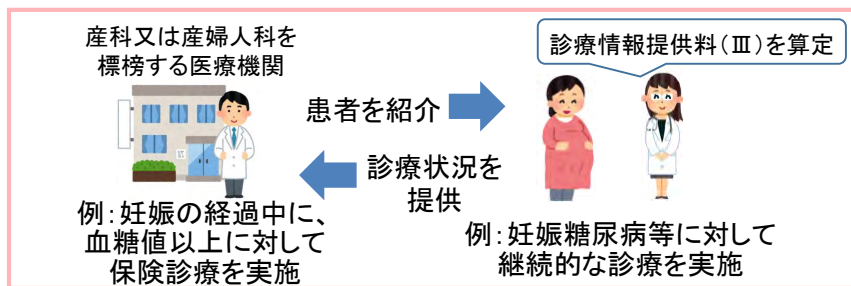 産科又は産婦人科を
標榜する医療機関
診療情報提供料(Ⅲ)を算定
患者を紹介
診療状況を
提供
例:妊娠の経過中に、
血糖値以上に対して
保険診療を実施
例:妊娠糖尿病等に対して
継続的な診療を実施